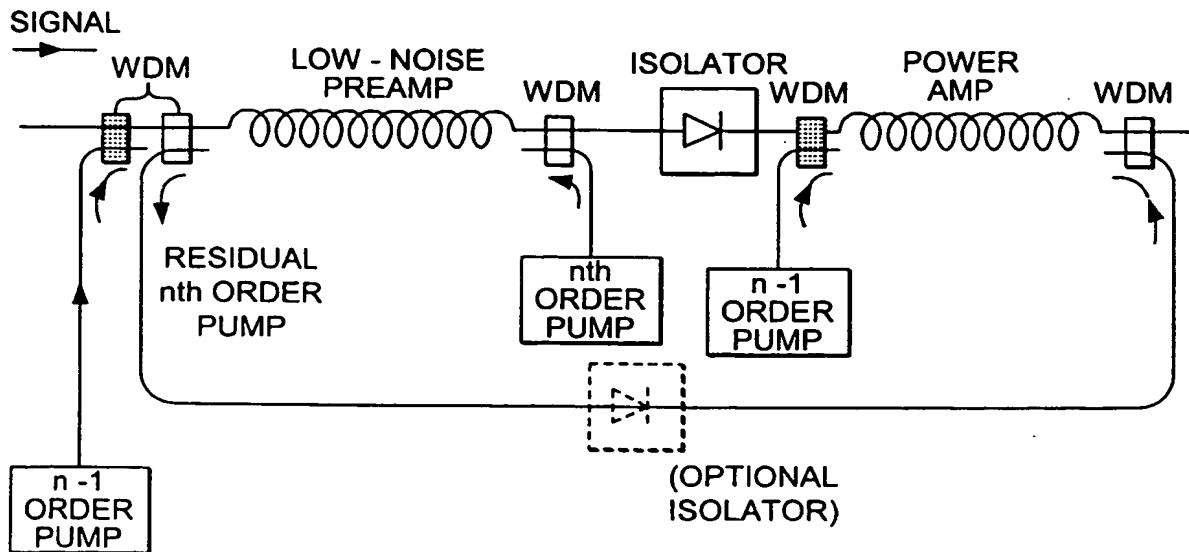 SIGNAL
WDM
LOW - NOISE
PREAMP
WDM
ISOLATOR
WDM
POWER
AMP
WDM
RESIDUAL
nth ORDER
PUMP
nth
ORDER
PUMP
n -1
ORDER
PUMP
(OPTIONAL
ISOLATOR)
n -1
ORDER
PUMP